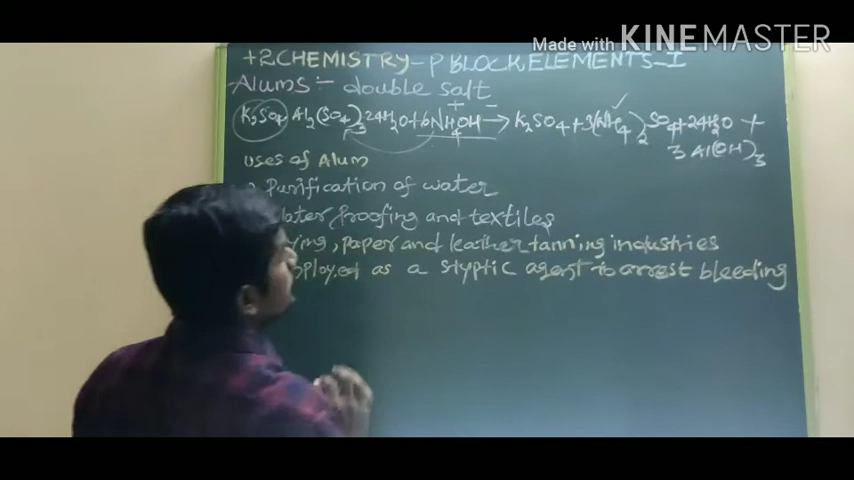 Made with KINEMASTER
+2 CHEMISTRY - P BLOCK ELEMENTS - I
Alums :- double salt
K2SO4 Al2(SO4)3 24H2O + 6NH4OH → K2SO4 + 3(NH4)2 SO4 + 24H2O +
3 Al(OH)3
uses of Alum
Purification of water
proofing and textiles
paper and leather tanning industries
as a styptic agent to arrest bleeding